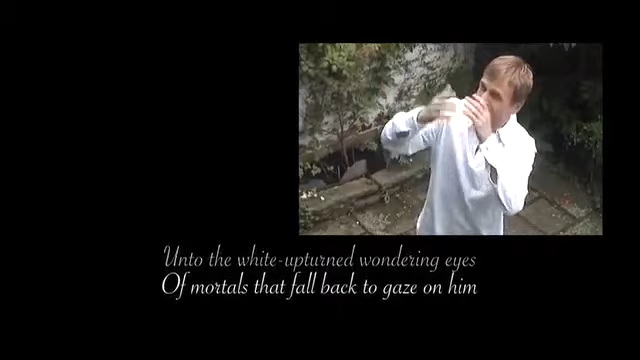 Unto the white-upturned wondering eyes
Of mortals that fall back to gaze on him